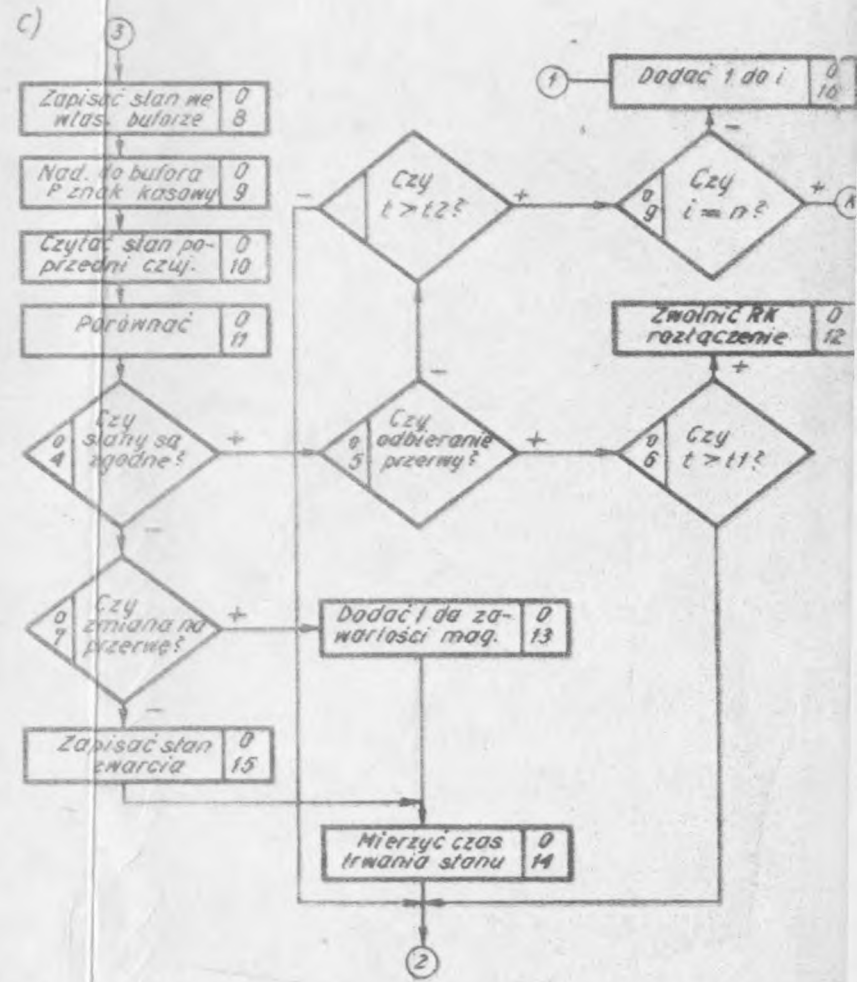 c)
3
Zapisać stan we
włas. buforze
0
8
Nad. do bufora
P znak kasowy
0
9
Czytać stan po-
przedni czuj.
0
10
Porównać
0
11
Czy
stany są
zgodne?
0
4
+
-
Czy
zmiana na
przerwę?
0
7
+
-
Zapisać stan
zwarcia
0
15
Czy
t > t2?
-
+
Czy
odbieranie
przerwy?
0
5
-
+
Dodać 1 do za-
wartości mag.
0
13
Mierzyć czas
trwania stanu
0
14
2
1
Dodać 1 do i
0
-
Czy
i = n?
0
9
+
Zwolnić RK
rozłączenie
0
12
+
Czy
t > t1?
0
6